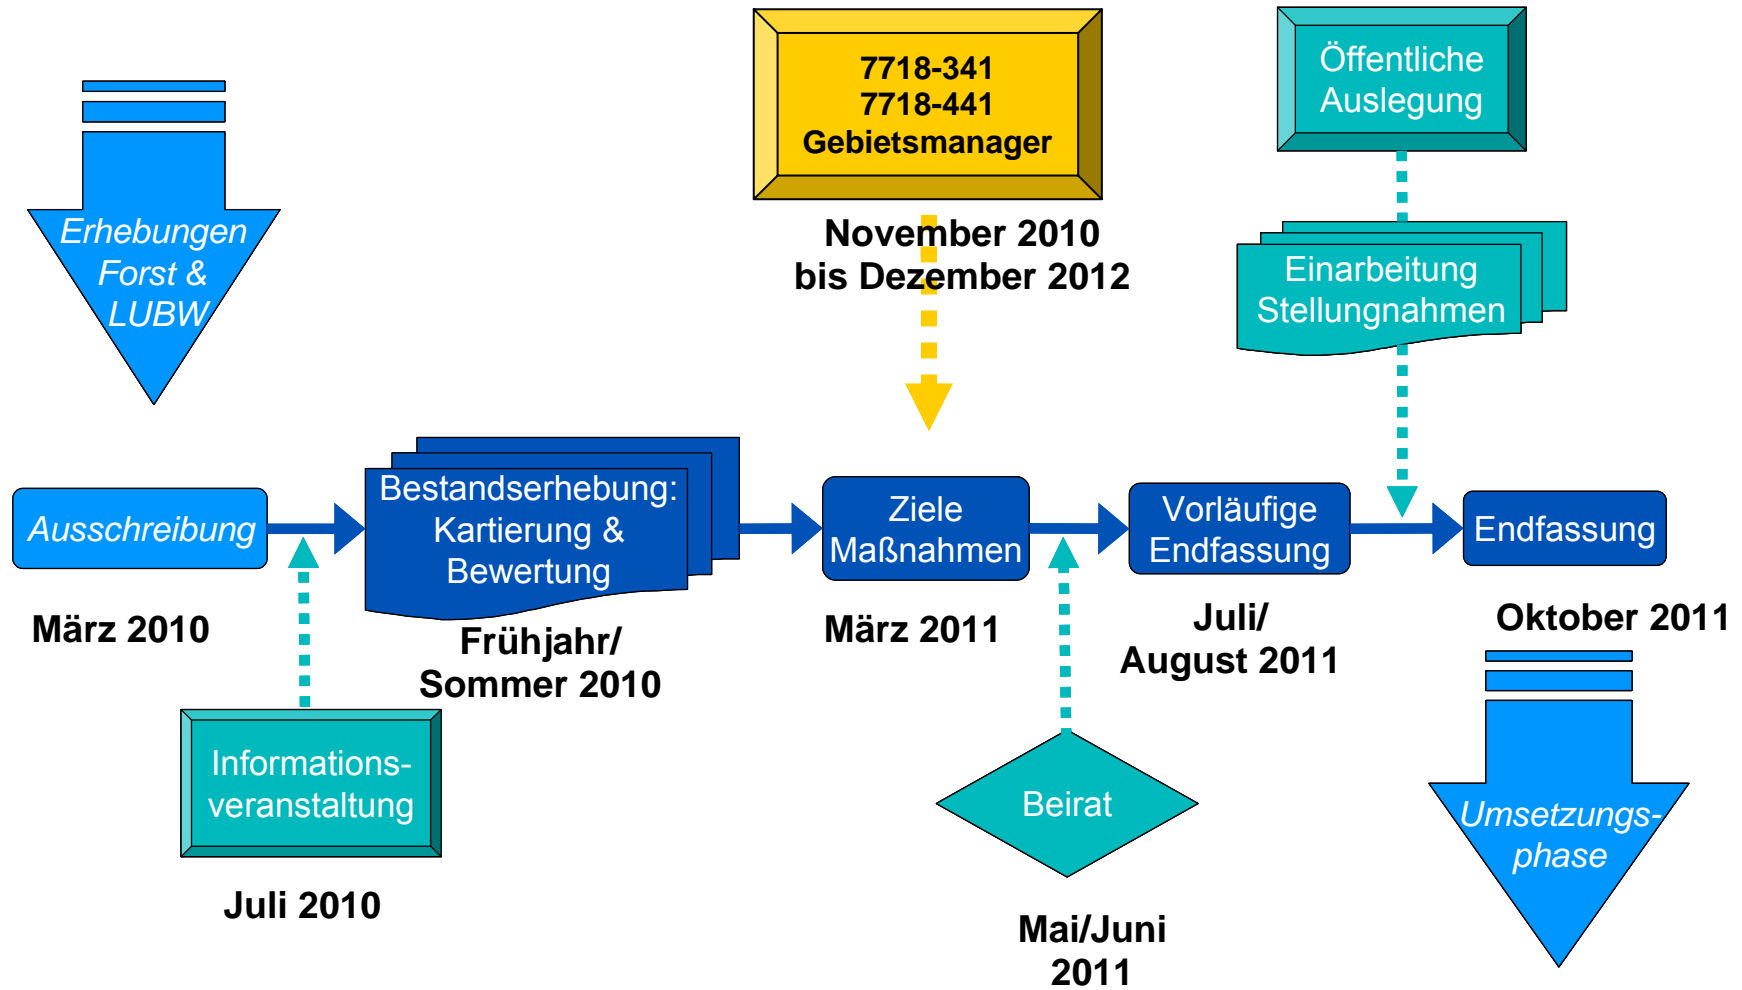 7718-341
7718-441
Gebietsmanager
November 2010
bis Dezember 2012
Öffentliche
Auslegung
Einarbeitung
Stellungnahmen
Erhebungen
Forst &
LUBW
Ausschreibung
März 2010
Bestandserhebung:
Kartierung &
Bewertung
Frühjahr/
Sommer 2010
Ziele
Maßnahmen
März 2011
Vorläufige
Endfassung
Juli/
August 2011
Endfassung
Oktober 2011
Informations-
veranstaltung
Juli 2010
Beirat
Mai/Juni
2011
Umsetzungs-
phase